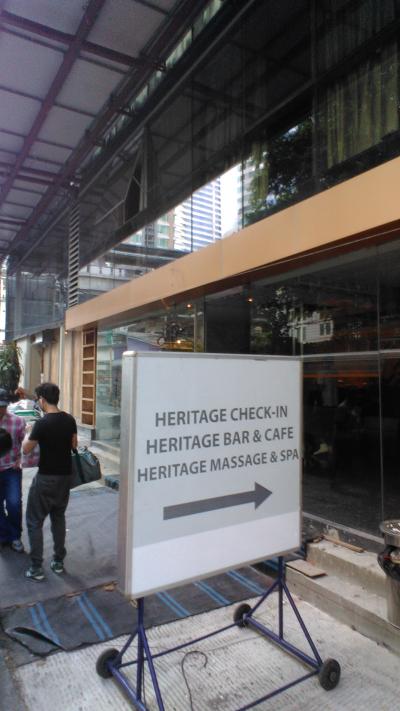 HERITAGE CHECK-IN
HERITAGE BAR & CAFE
HERITAGE MASSAGE & SPA